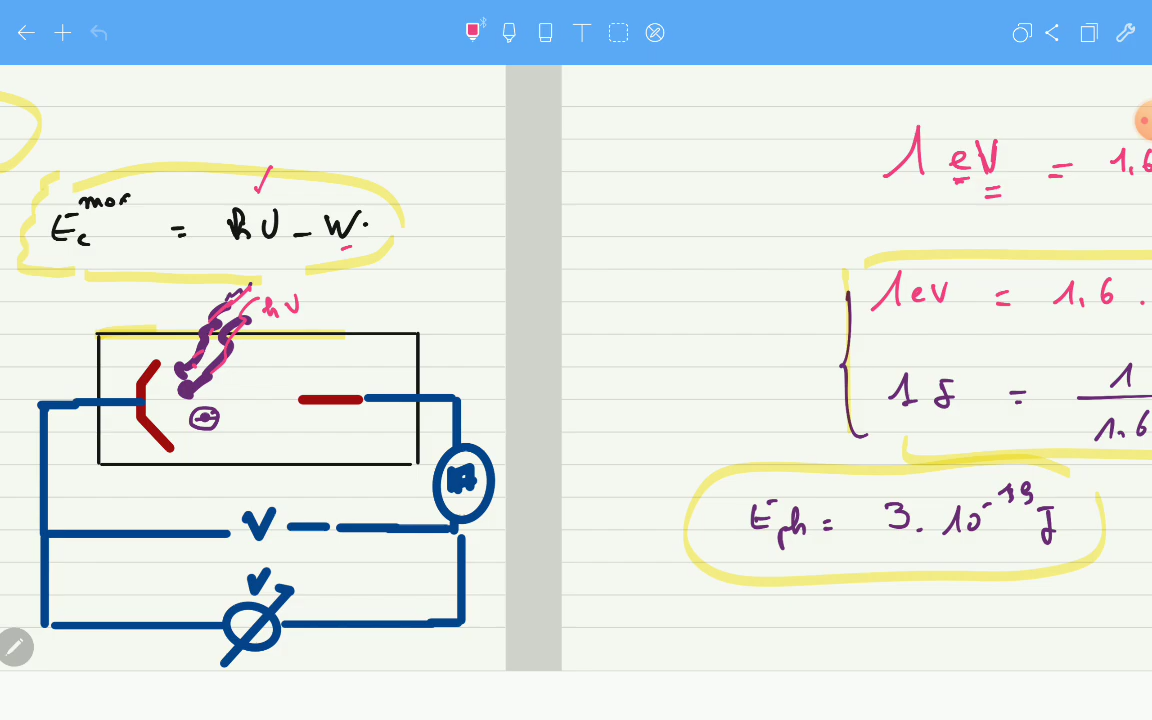 E_c^max = hν - W.
hν
V
V
1 eV = 1,6
1 eV = 1,6 .
1 J = 1 / 1,6
E_ph = 3. 10^-19 J